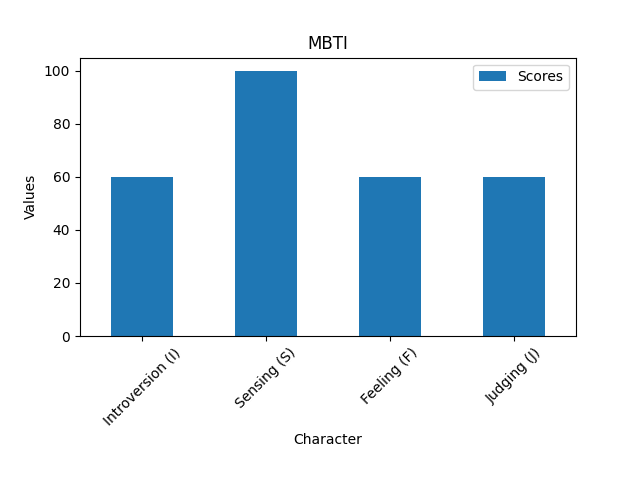 MBTI
Scores
Values
100
80
60
40
20
0
Introversion (I)
Sensing (S)
Feeling (F)
Judging (J)
Character